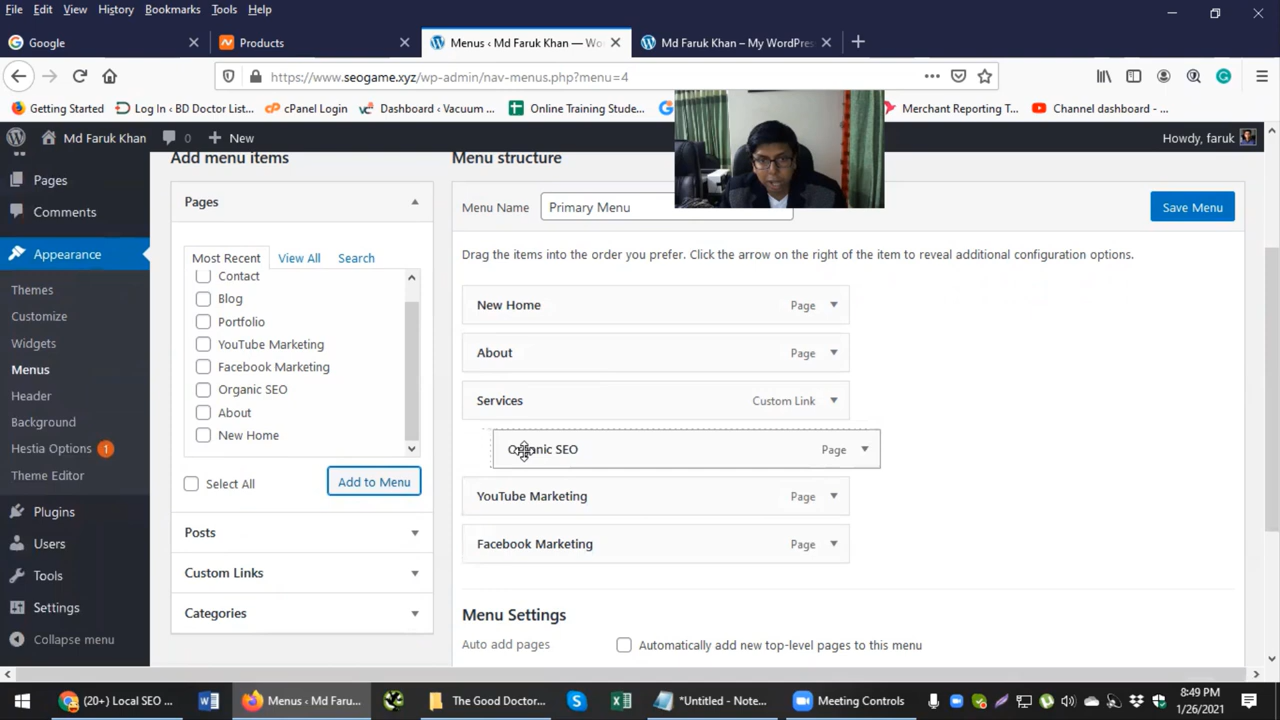 File Edit View History Bookmarks Tools Help
Google
Products
Menus ‹ Md Faruk Khan — Wo
Md Faruk Khan – My WordPres
https://www.seogame.xyz/wp-admin/nav-menus.php?menu=4
Getting Started
Log In ‹ BD Doctor List...
cPanel Login
Dashboard ‹ Vacuum ...
Online Training Stude...
Merchant Reporting T...
Channel dashboard - ...
Md Faruk Khan
0
New
Howdy, faruk
Pages
Comments
Appearance
Themes
Customize
Widgets
Menus
Header
Background
Hestia Options 1
Theme Editor
Plugins
Users
Tools
Settings
Collapse menu
Add menu items
Pages
Most Recent View All Search
Contact
Blog
Portfolio
YouTube Marketing
Facebook Marketing
Organic SEO
About
New Home
Select All
Add to Menu
Posts
Custom Links
Categories
Menu structure
Menu Name Primary Menu
Save Menu
Drag the items into the order you prefer. Click the arrow on the right of the item to reveal additional configuration options.
New Home Page
About Page
Services Custom Link
Organic SEO Page
YouTube Marketing Page
Facebook Marketing Page
Menu Settings
Auto add pages
Automatically add new top-level pages to this menu
(20+) Local SEO ...
Menus ‹ Md Faru...
The Good Doctor...
*Untitled - Note...
Meeting Controls
8:49 PM
1/26/2021